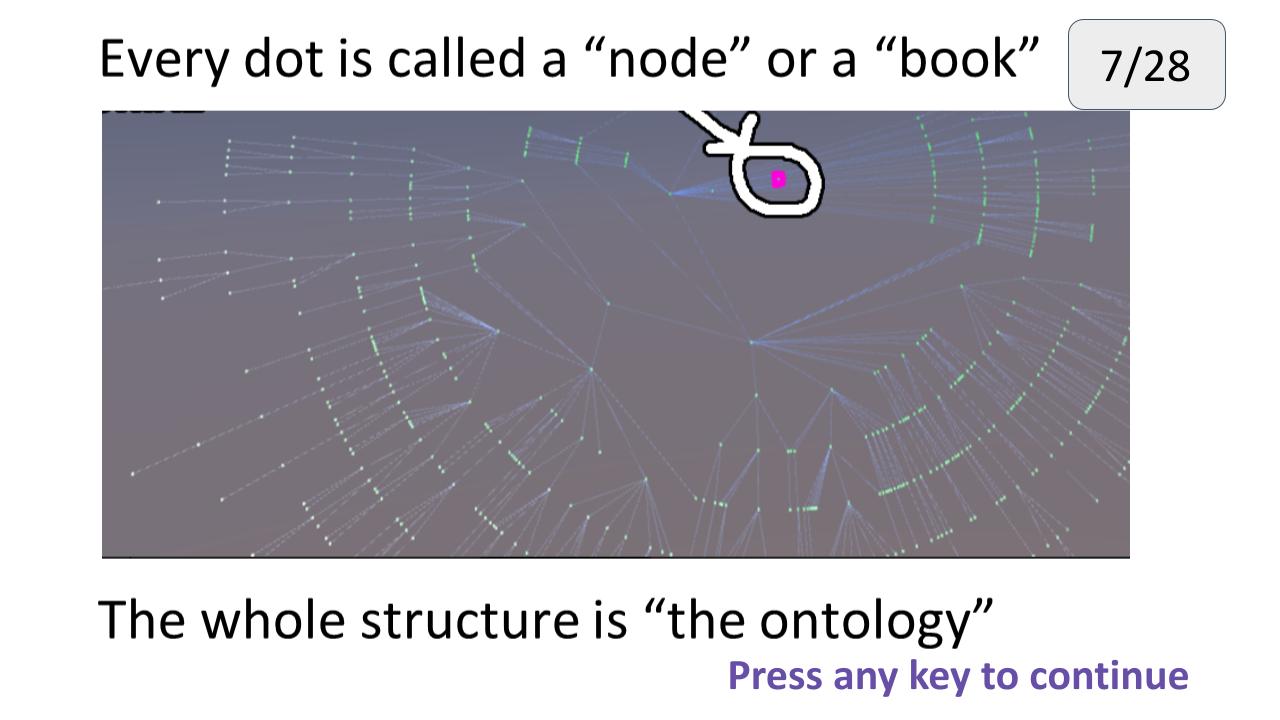 Every dot is called a “node” or a “book”
7/28
The whole structure is “the ontology”
Press any key to continue